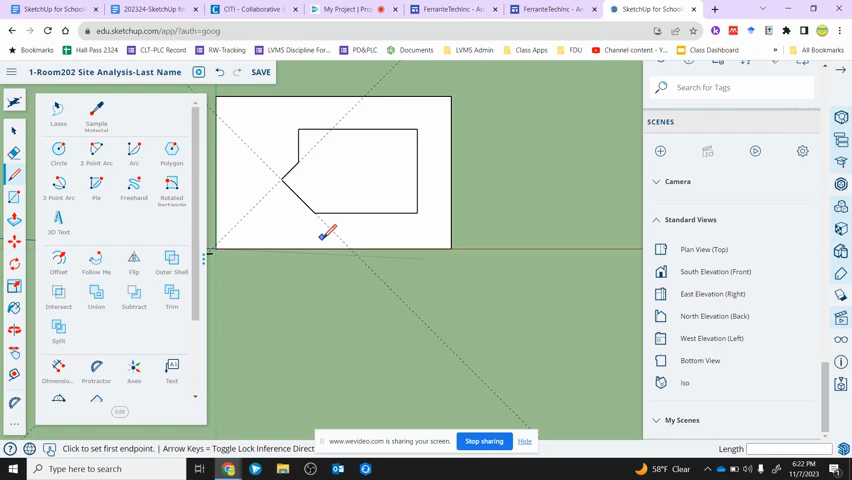 SketchUp for School
202324-SketchUp for
CITI - Collaborative I
My Project | Prog
FerranteTechInc - An
FerranteTechInc - An
SketchUp for Schools
edu.sketchup.com/app/?auth=goog
Bookmarks
Hall Pass 2324
CLT-PLC Record
RW-Tracking
LVMS Discipline For...
PD&PLC
Documents
LVMS Admin
Class Apps
FDU
Channel content - Y...
All Bookmarks
1-Room202 Site Analysis-Last Name
SAVE
Search for Tags
Lasso
Sample
Material
Circle
2 Point Arc
Arc
Polygon
3 Point Arc
Pie
Freehand
Rotated
Rectangle
3D Text
Offset
Follow Me
Flip
Outer Shell
Intersect
Union
Subtract
Trim
Split
Dimensio...
Protractor
Axes
Text
Edit
SCENES
Camera
Standard Views
Plan View (Top)
South Elevation (Front)
East Elevation (Right)
North Elevation (Back)
West Elevation (Left)
Bottom View
Iso
My Scenes
www.wevideo.com is sharing your screen.
Stop sharing
Hide
Click to set first endpoint. | Arrow Keys = Toggle Lock Inference Direct
Length
Type here to search
58°F Clear
6:22 PM
11/7/2023